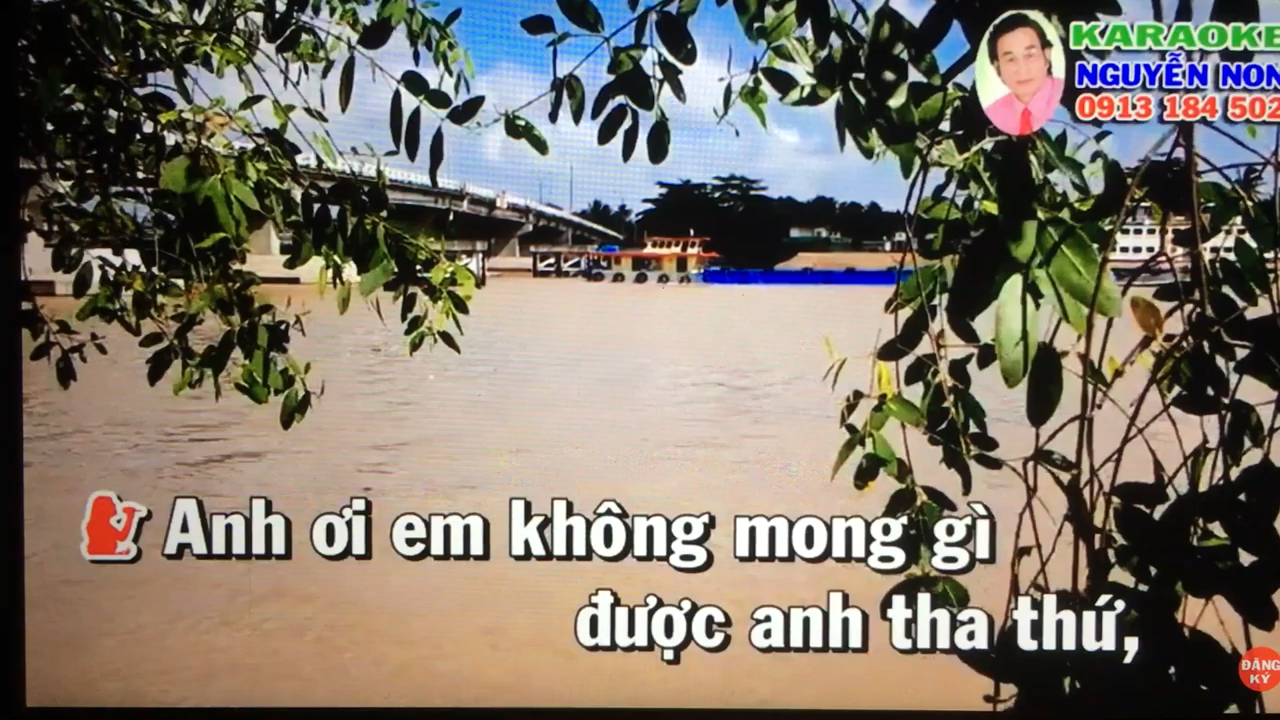 KARAOKE
NGUYỄN NON
0913 184 502
Anh ơi em không mong gì
được anh tha thứ,
ĐĂNG
KÝ